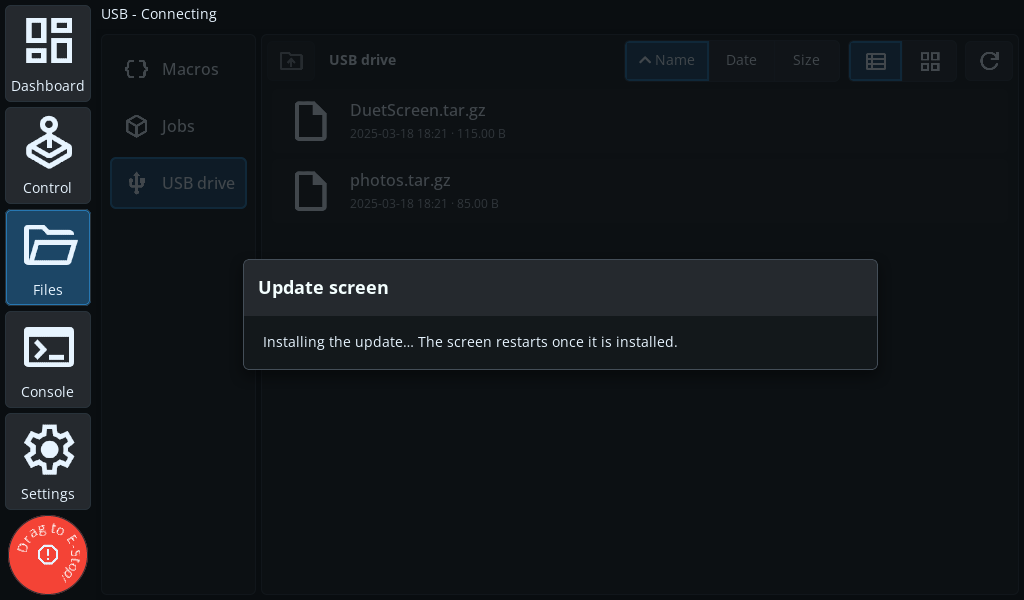 USB - Connecting
Dashboard
Control
Files
Console
Settings
Drag to E-Stop!
Macros
Jobs
USB drive
USB drive
Name
Date
Size
DuetScreen.tar.gz
2025-03-18 18:21 · 115.00 B
photos.tar.gz
2025-03-18 18:21 · 85.00 B
Update screen
Installing the update... The screen restarts once it is installed.